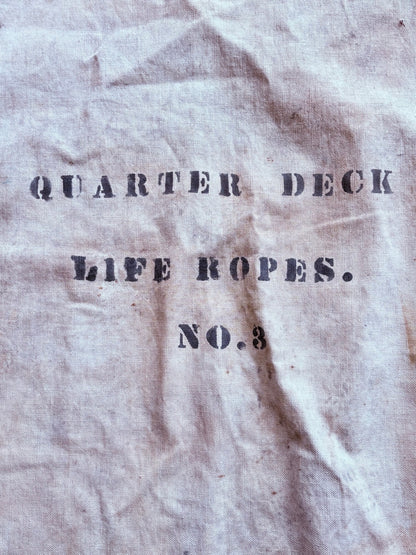 QUARTER DECK
LIFE ROPES.
NO.3